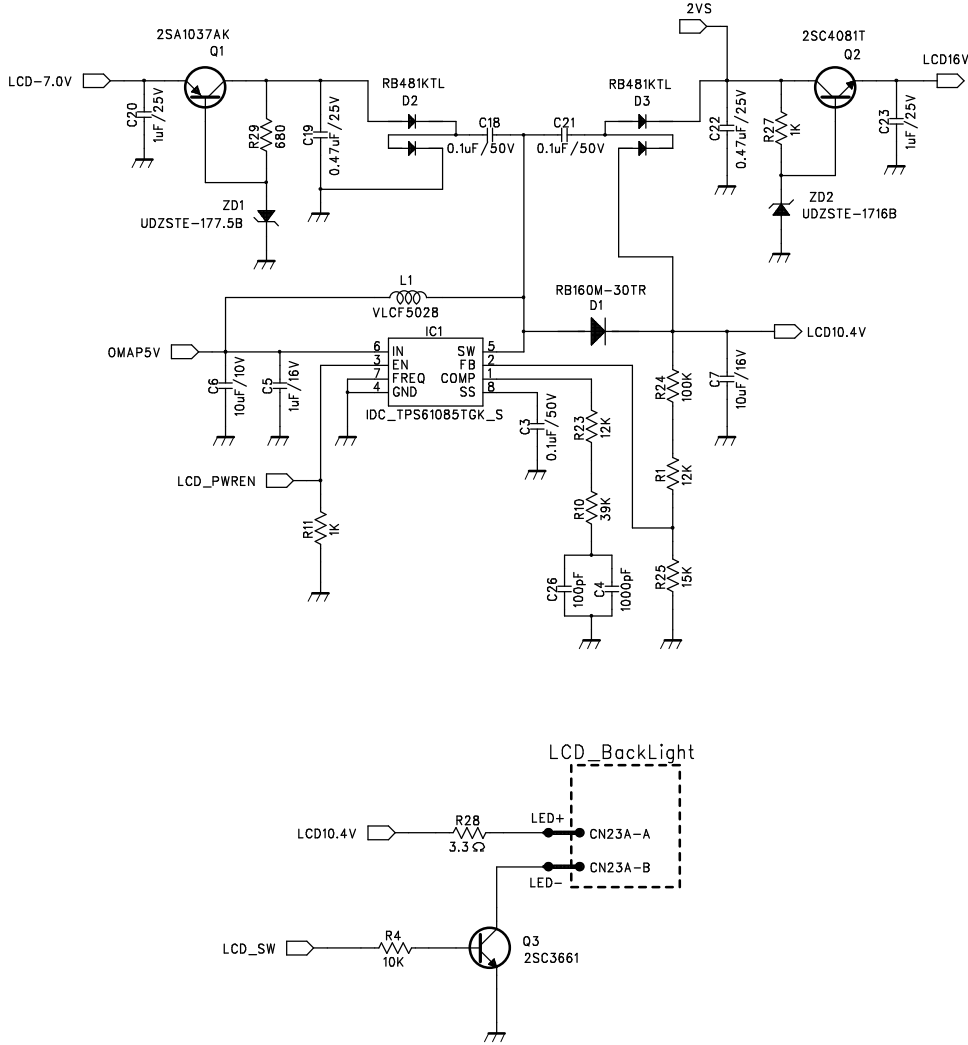 2VS
2SA1037AK
Q1
2SC4081T
Q2
LCD-7.0V
LCD16V
RB481KTL
D2
RB481KTL
D3
C20
1uF/25V
R29
680
C19
0.47uF/25V
C18
0.1uF/50V
C21
0.1uF/50V
C22
0.47uF/25V
R27
1K
C23
1uF/25V
ZD1
UDZSTE-177.5B
ZD2
UDZSTE-1716B
L1
VLCF5028
RB160M-30TR
D1
IC1
OMAP5V
LCD10.4V
6 IN SW 5
3 EN FB 2
7 FREQ COMP 1
4 GND SS 8
IDC_TPS61085TGK_S
C6
10uF/10V
C5
1uF/16V
C3
0.1uF/50V
R23
12K
R24
100K
C7
10uF/16V
LCD_PWREN
R11
1K
R10
39K
R1
12K
C26
100pF
C4
1000pF
R25
15K
LCD_BackLight
LCD10.4V
R28
3.3Ω
LED+
CN23A-A
LED-
CN23A-B
LCD_SW
R4
10K
Q3
2SC3661